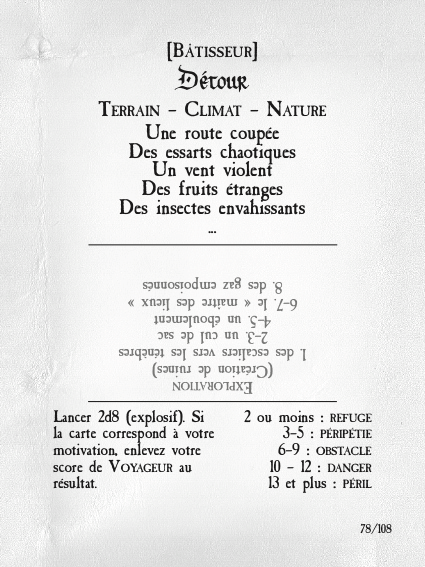 [Bâtisseur]
Détour
Terrain – Climat – Nature
Une route coupée
Des essarts chaotiques
Un vent violent
Des fruits étranges
Des insectes envahissants
...
Exploration
(Création de ruines)
1. des escaliers vers les ténèbres
2-3. un cul de sac
4-5. un éboulement
6-7. le « maître des lieux »
8. des gaz empoisonnés
Lancer 2d8 (explosif). Si
la carte correspond à votre
motivation, enlevez votre
score de Voyageur au
résultat.
2 ou moins : refuge
3-5 : péripétie
6-9 : obstacle
10 - 12 : danger
13 et plus : péril
78/108